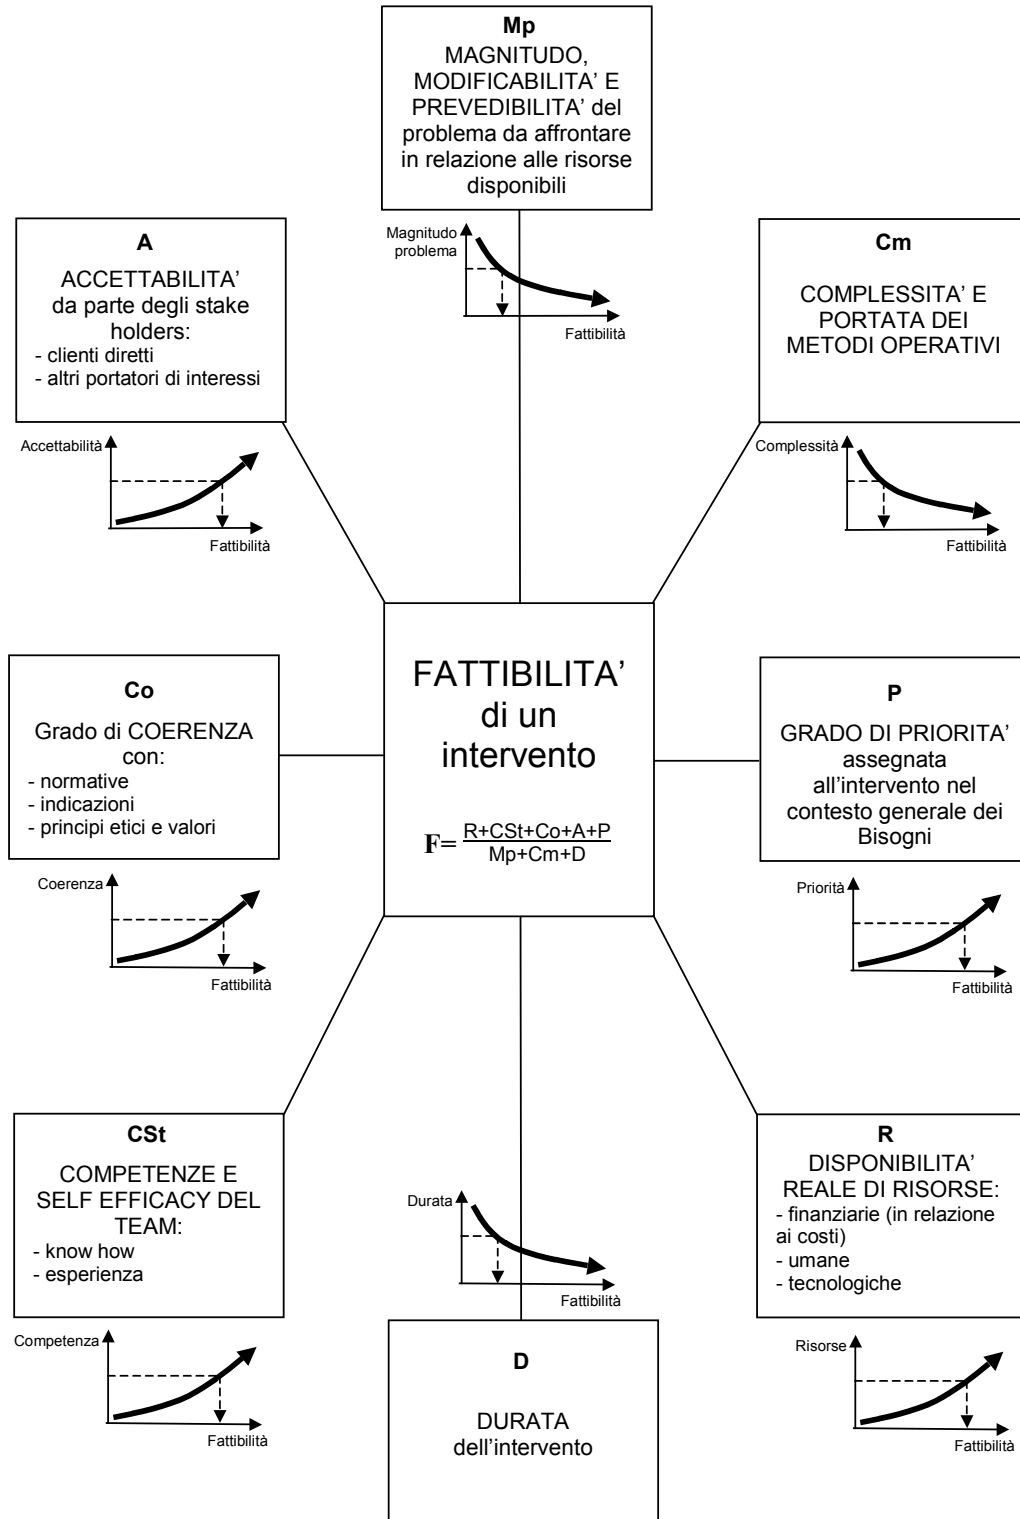 Mp
MAGNITUDO,
MODIFICABILITA’ E
PREVEDIBILITA’ del
problema da affrontare
in relazione alle risorse
disponibili
Magnitudo
problema
Fattibilità
A
ACCETTABILITA’
da parte degli stake
holders:
- clienti diretti
- altri portatori di interessi
Accettabilità
Fattibilità
Cm
COMPLESSITA’ E
PORTATA DEI
METODI OPERATIVI
Complessità
Fattibilità
FATTIBILITA’
di un
intervento
F= R+CSt+Co+A+P
Mp+Cm+D
Co
Grado di COERENZA
con:
- normative
- indicazioni
- principi etici e valori
Coerenza
Fattibilità
P
GRADO DI PRIORITA’
assegnata
all’intervento nel
contesto generale dei
Bisogni
Priorità
Fattibilità
CSt
COMPETENZE E
SELF EFFICACY DEL
TEAM:
- know how
- esperienza
Competenza
Fattibilità
Durata
Fattibilità
D
DURATA
dell’intervento
R
DISPONIBILITA’
REALE DI RISORSE:
- finanziarie (in relazione
ai costi)
- umane
- tecnologiche
Risorse
Fattibilità